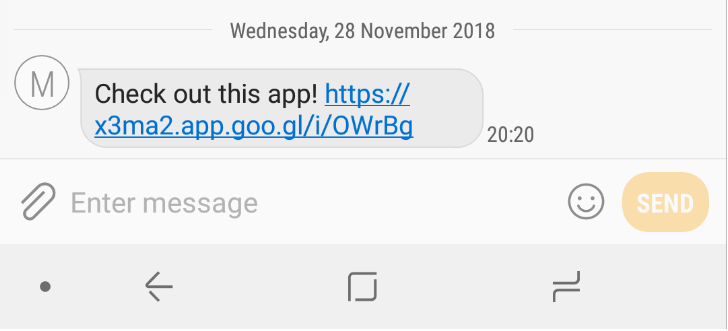 Wednesday, 28 November 2018
M
Check out this app! https://
x3ma2.app.goo.gl/i/OWrBg
20:20
Enter message
SEND